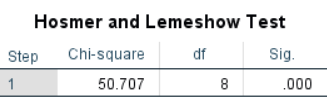 Hosmer and Lemeshow Test
Step Chi-square df Sig.
1 50.707 8 .000